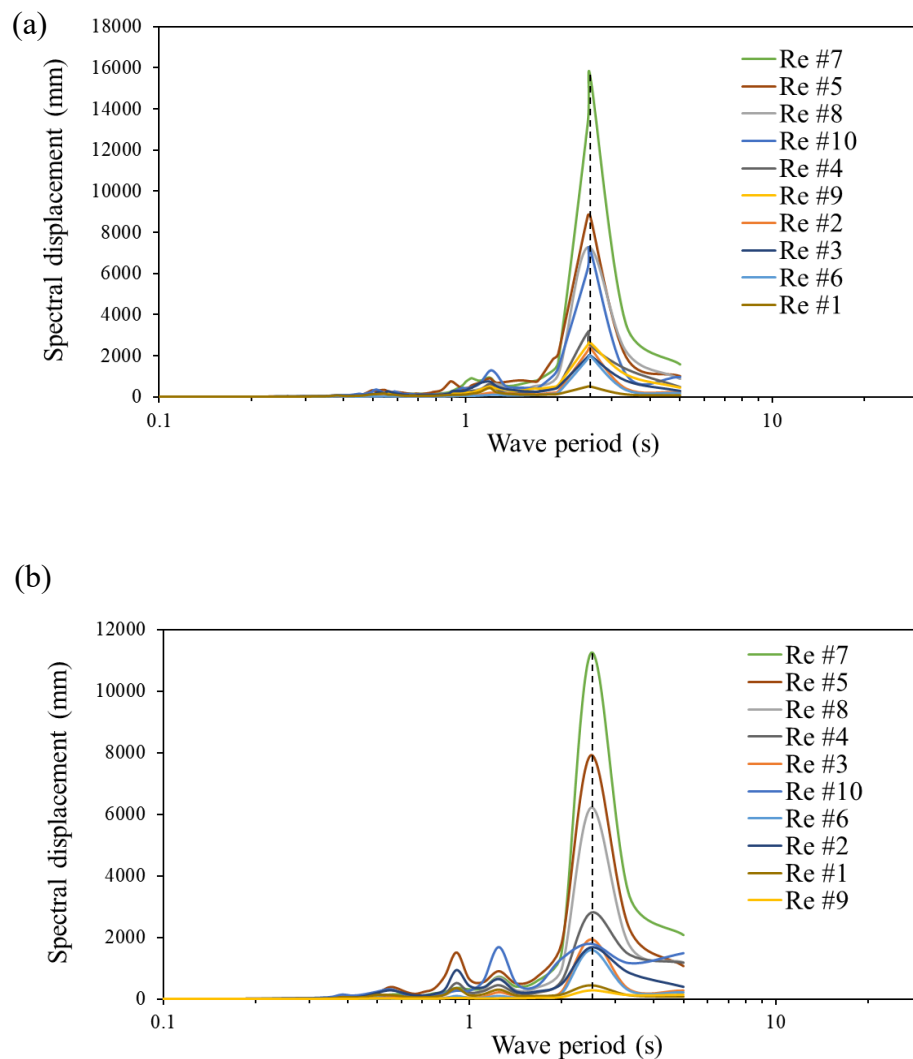 (a)
Spectral displacement (mm)
18000
16000
14000
12000
10000
8000
6000
4000
2000
0
0.1
1
10
Wave period (s)
Re #7
Re #5
Re #8
Re #10
Re #4
Re #9
Re #2
Re #3
Re #6
Re #1
(b)
Spectral displacement (mm)
12000
10000
8000
6000
4000
2000
0
0.1
1
10
Wave period (s)
Re #7
Re #5
Re #8
Re #4
Re #3
Re #10
Re #6
Re #2
Re #1
Re #9